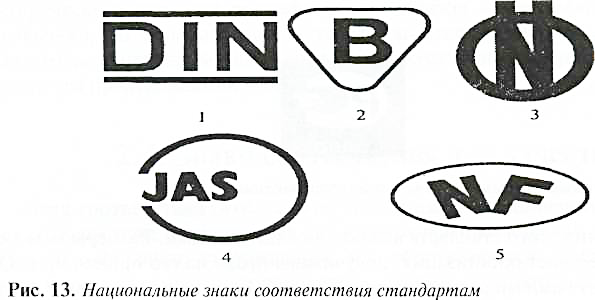 DIN B N
1 2 3
JAS NF
4 5
Рис. 13. Национальные знаки соответствия стандартам